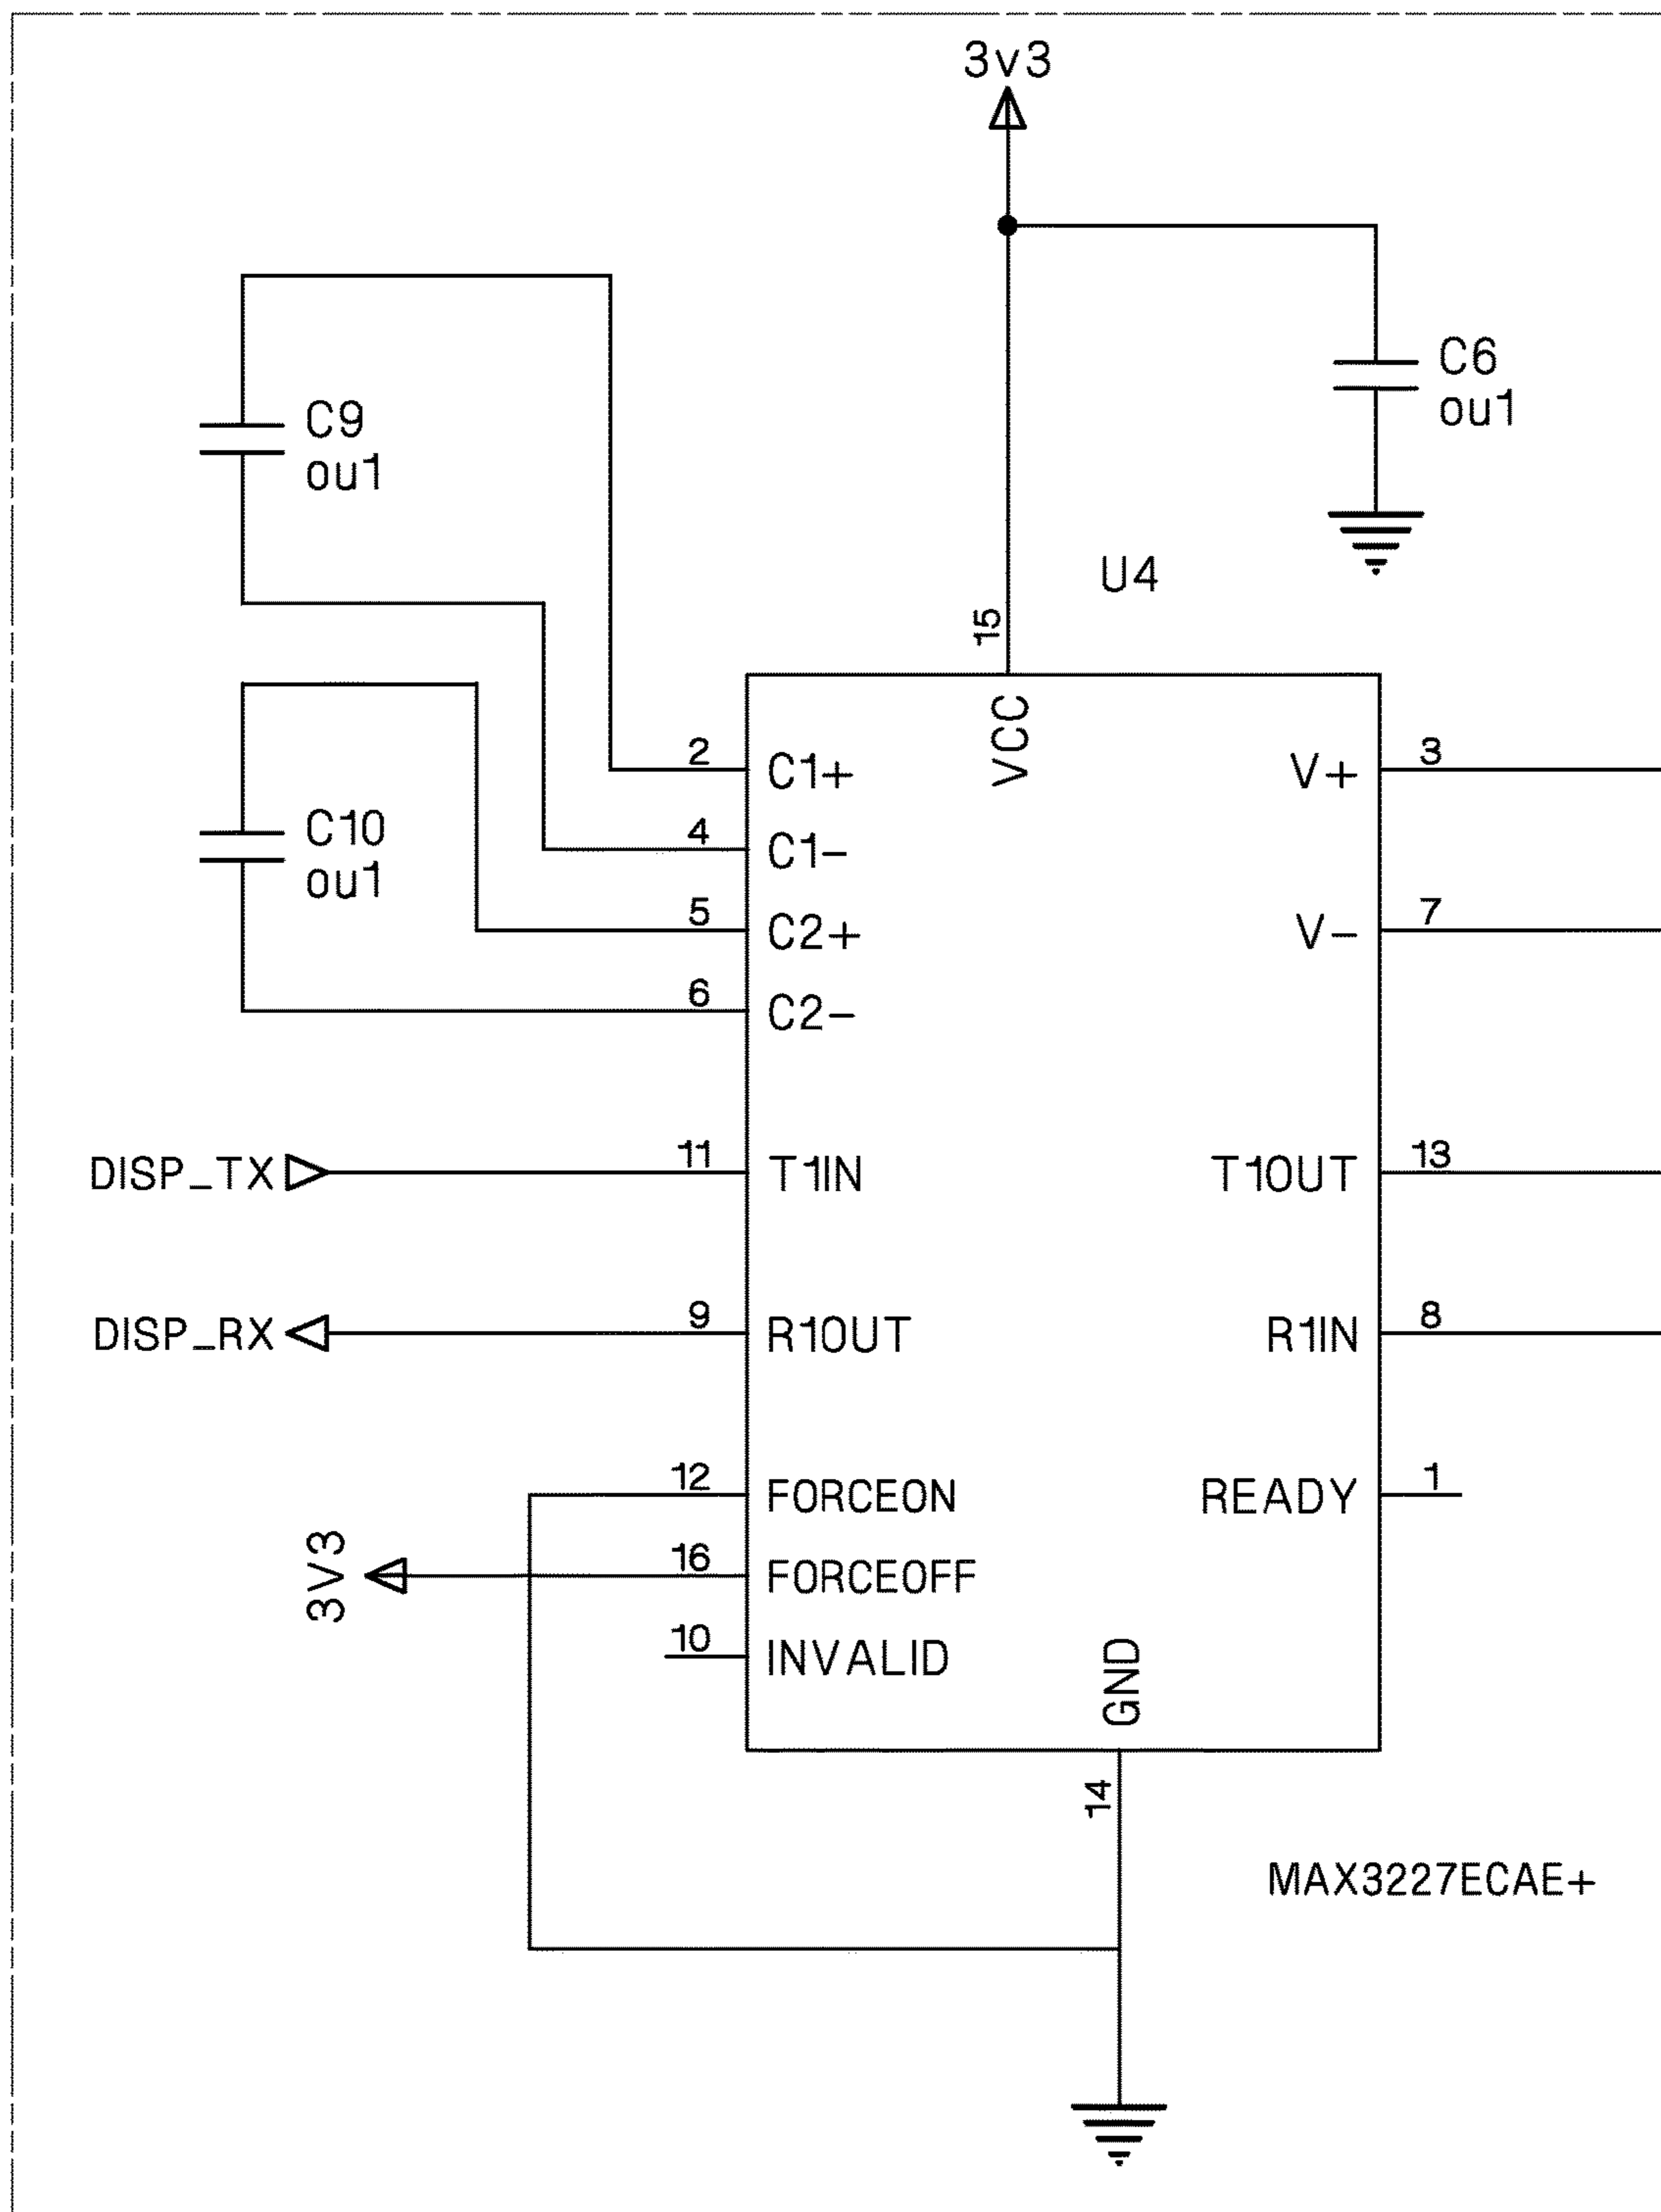 3v3
C6
ou1
C9
ou1
U4
15
VCC
2
C1+
V+
3
C10
ou1
4
C1-
5
C2+
V-
7
6
C2-
DISP_TX
11
T1IN
T1OUT
13
DISP_RX
9
R1OUT
R1IN
8
12
FORCEON
READY
1
3V3
16
FORCEOFF
10
INVALID
GND
14
MAX3227ECAE+